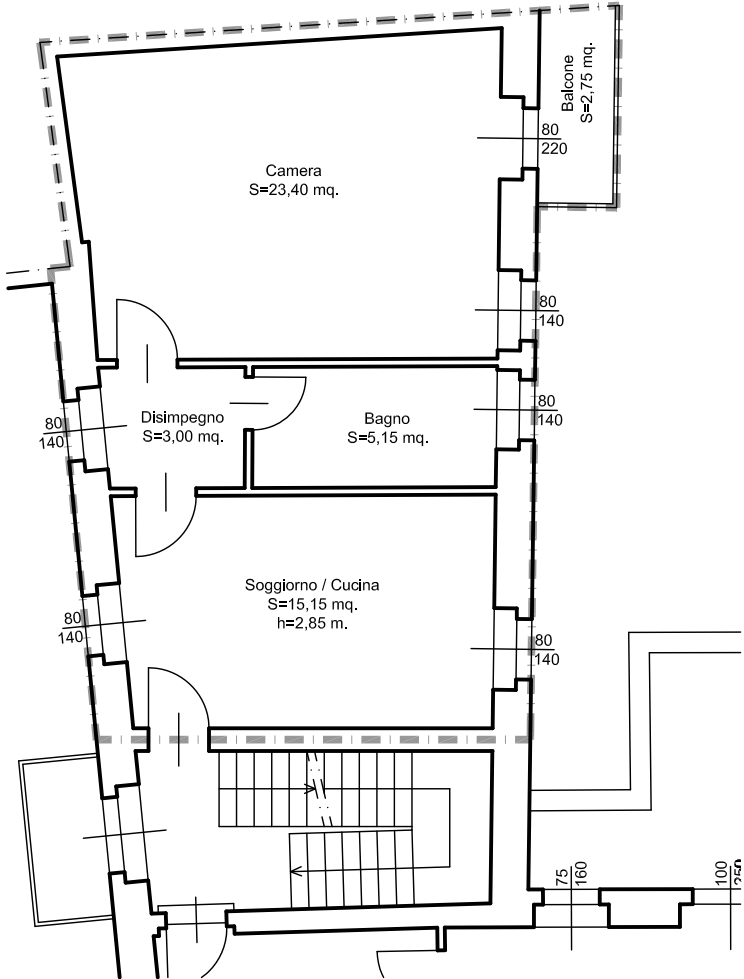 Balcone
S=2,75 mq.
80
220
Camera
S=23,40 mq.
80
140
80
140
Disimpegno
S=3,00 mq.
Bagno
S=5,15 mq.
80
140
Soggiorno / Cucina
S=15,15 mq.
h=2,85 m.
80
140
80
140
75
160
100
250